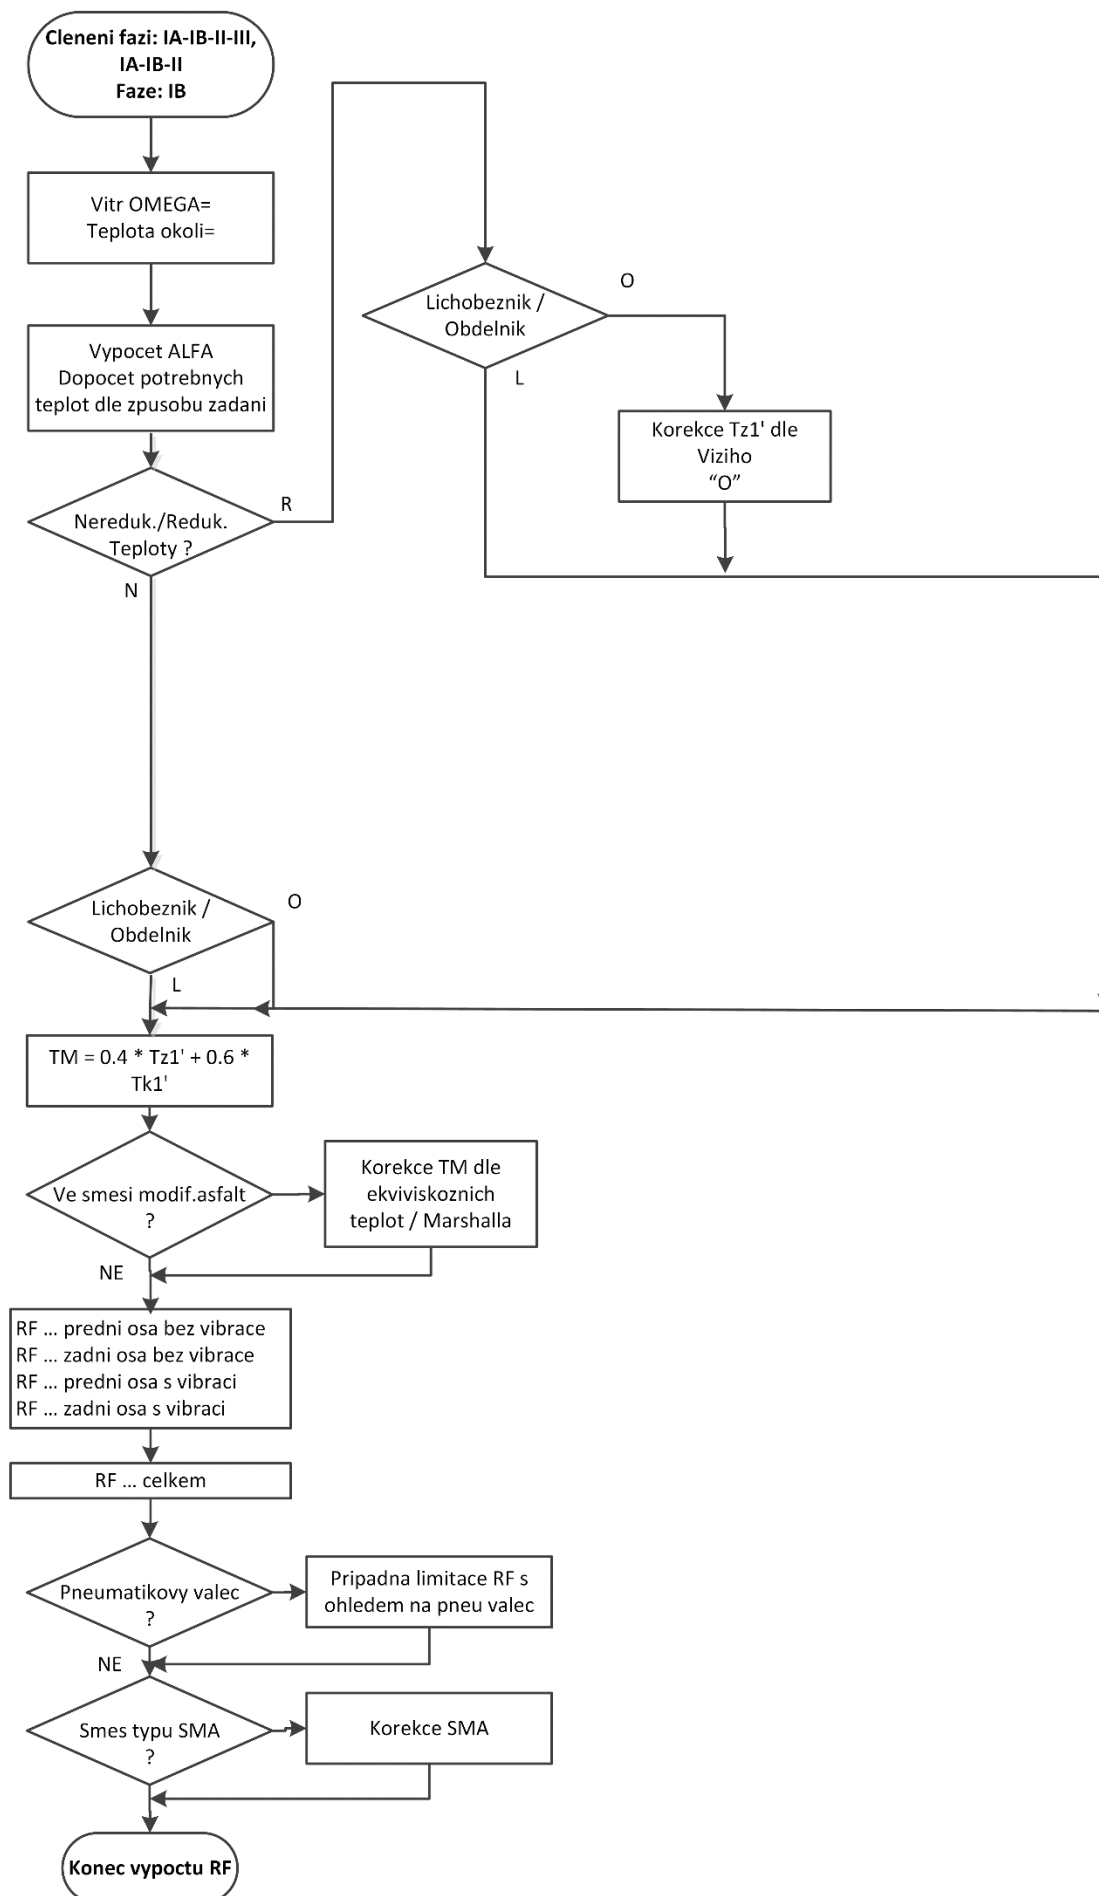 Cleneni fazi: IA-IB-II-III,
IA-IB-II
Faze: IB
Vitr OMEGA=
Teplota okoli=
Vypocet ALFA
Dopocet potrebnych
teplot dle zpusobu zadani
Nereduk./Reduk.
Teploty ?
R
N
Lichobeznik /
Obdelnik
O
L
Korekce Tz1' dle
Viziho
“O”
Lichobeznik /
Obdelnik
O
L
TM = 0.4 * Tz1' + 0.6 *
Tk1'
Ve smesi modif.asfalt
?
NE
Korekce TM dle
ekviviskoznich
teplot / Marshalla
RF ... predni osa bez vibrace
RF ... zadni osa bez vibrace
RF ... predni osa s vibraci
RF ... zadni osa s vibraci
RF ... celkem
Pneumatikovy valec
?
NE
Pripadna limitace RF s
ohledem na pneu valec
Smes typu SMA
?
Korekce SMA
Konec vypoctu RF